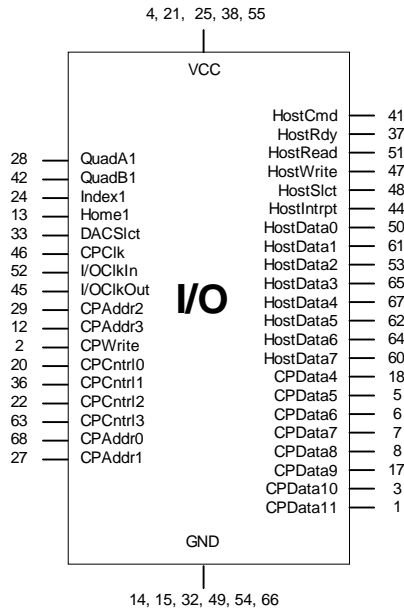 4, 21, 25, 38, 55
VCC
28 QuadA1
42 QuadB1
24 Index1
13 Home1
33 DACSlct
46 CPClk
52 I/OClkIn
45 I/OClkOut
29 CPAddr2
12 CPAddr3
2 CPWrite
20 CPCntrl0
36 CPCntrl1
22 CPCntrl2
63 CPCntrl3
68 CPAddr0
27 CPAddr1
I/O
HostCmd 41
HostRdy 37
HostRead 51
HostWrite 47
HostSlct 48
HostIntrpt 44
HostData0 50
HostData1 61
HostData2 53
HostData3 65
HostData4 67
HostData5 62
HostData6 64
HostData7 60
CPData4 18
CPData5 5
CPData6 6
CPData7 7
CPData8 8
CPData9 17
CPData10 3
CPData11 1
GND
14, 15, 32, 49, 54, 66